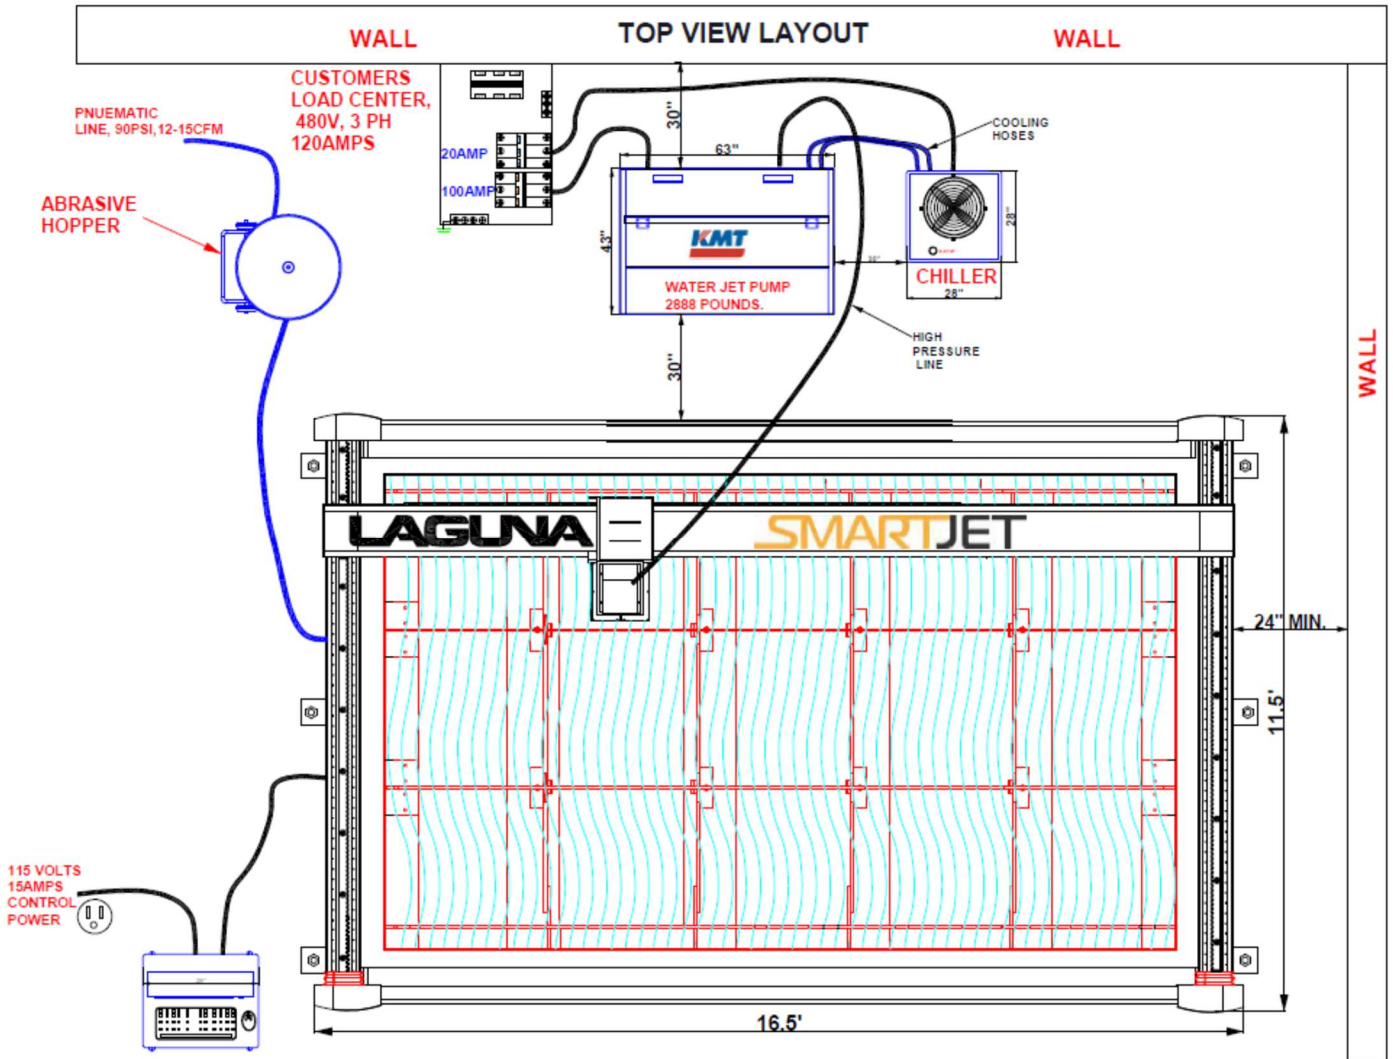 WALL
TOP VIEW LAYOUT
WALL
CUSTOMERS
LOAD CENTER,
480V, 3 PH
120AMPS
PNUEMATIC
LINE, 90PSI,12-15CFM
30"
COOLING
HOSES
20AMP
63"
100AMP
ABRASIVE
HOPPER
43"
KMT
28"
CHILLER
28"
WATER JET PUMP
2888 POUNDS.
HIGH
PRESSURE
LINE
30"
WALL
LAGUNA
SMARTJET
24" MIN.
11.5'
115 VOLTS
15AMPS
CONTROL
POWER
16.5'